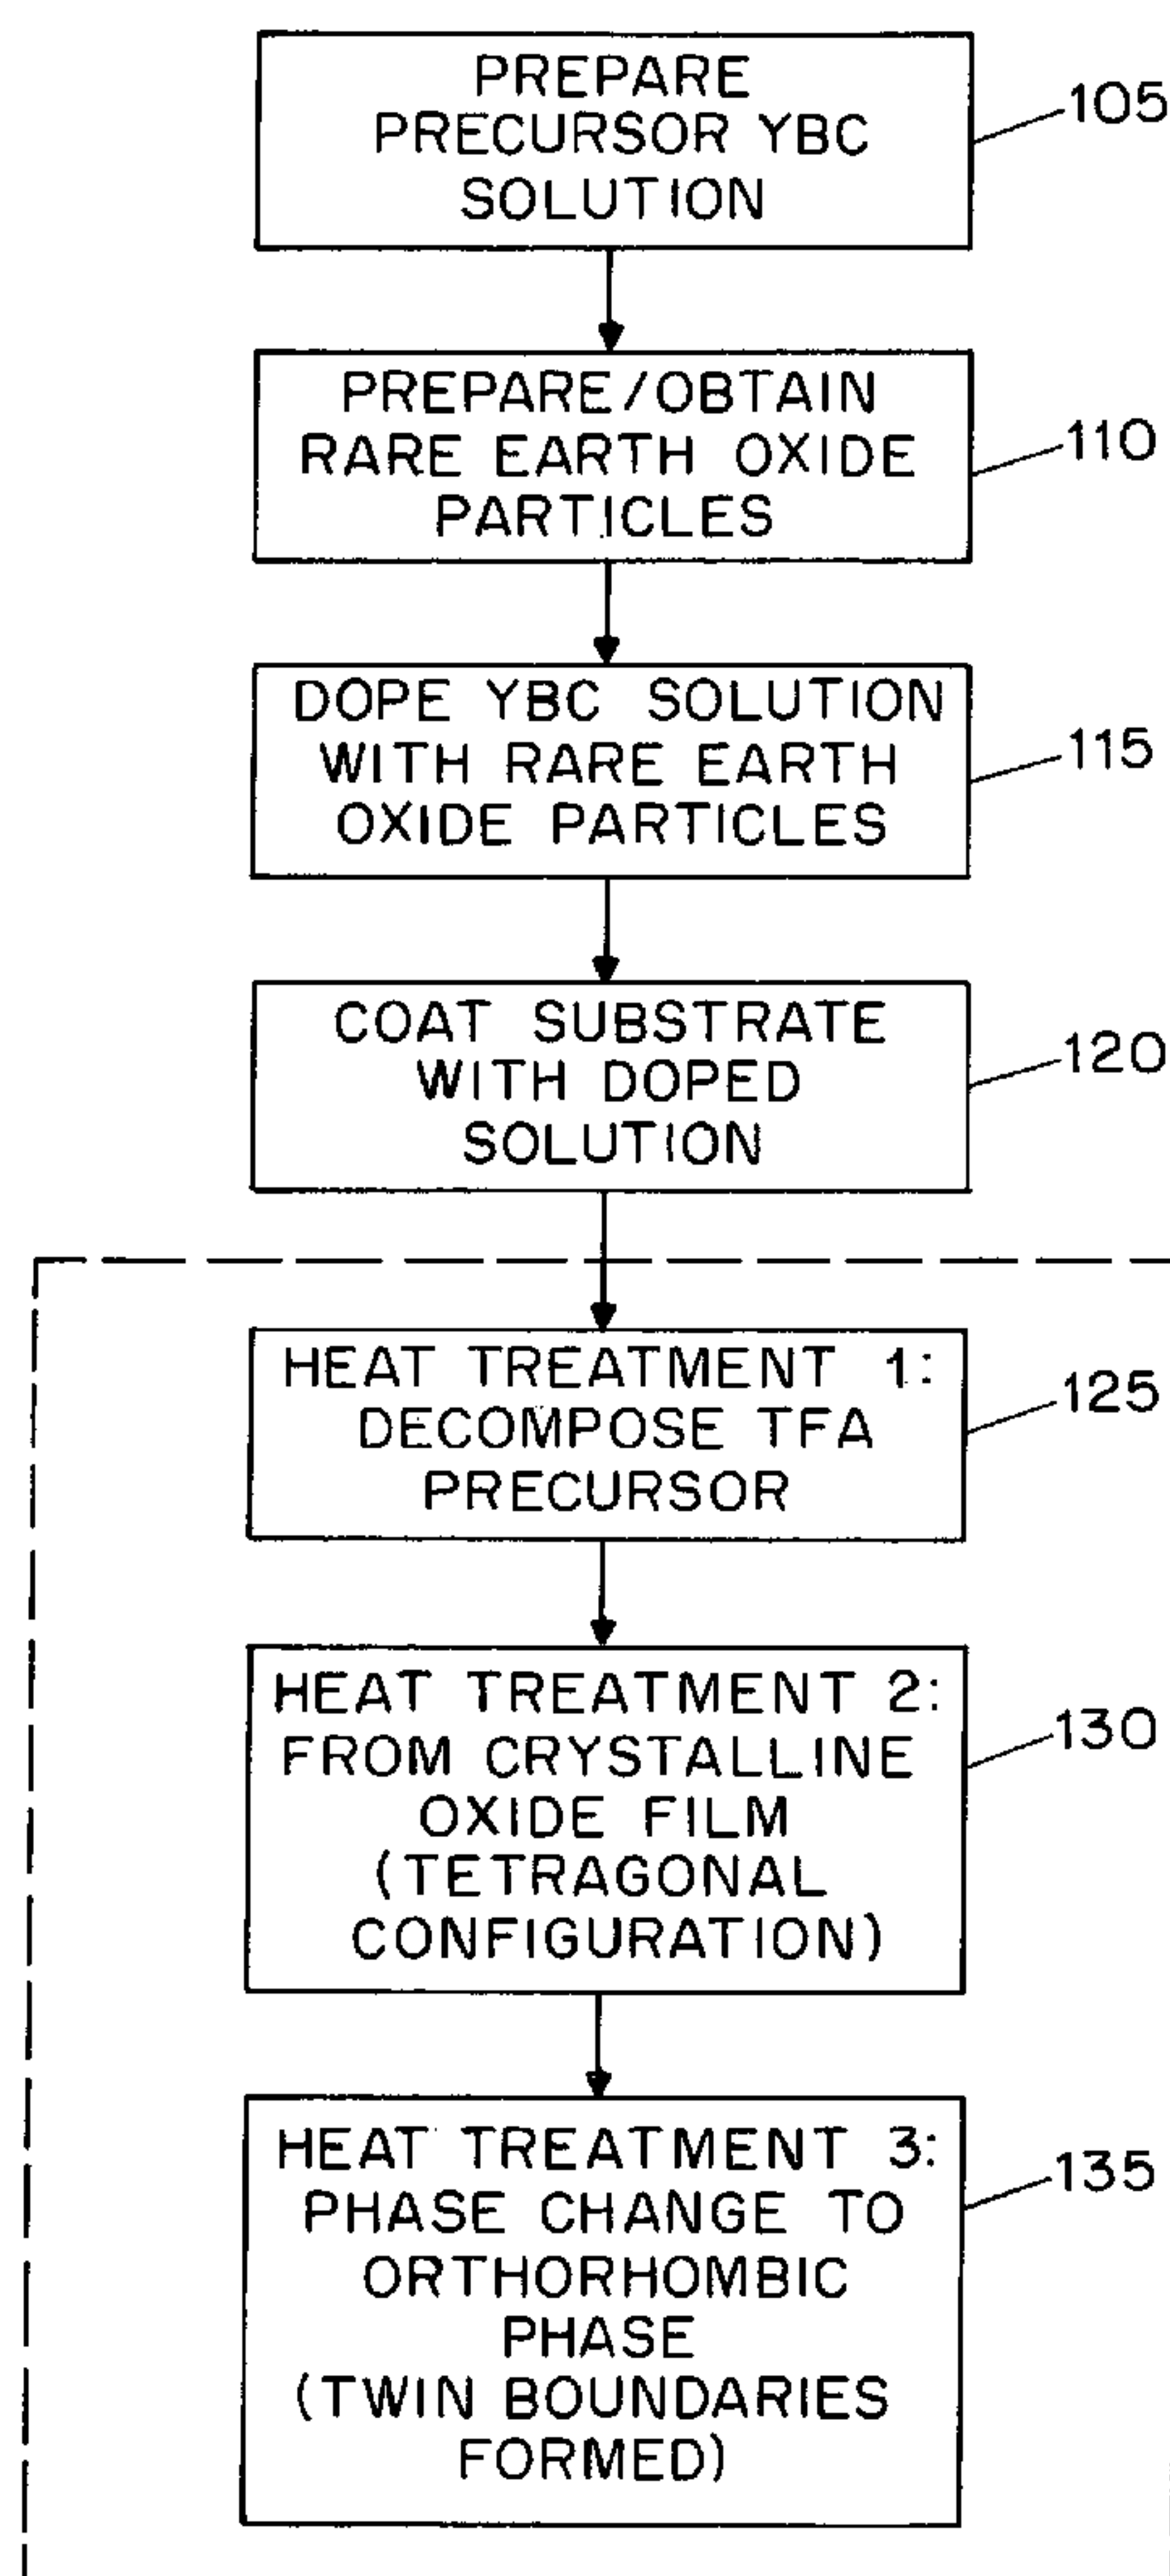 PREPARE
PRECURSOR YBC
SOLUTION
105
PREPARE/OBTAIN
RARE EARTH OXIDE
PARTICLES
110
DOPE YBC SOLUTION
WITH RARE EARTH
OXIDE PARTICLES
115
COAT SUBSTRATE
WITH DOPED
SOLUTION
120
HEAT TREATMENT 1:
DECOMPOSE TFA
PRECURSOR
125
HEAT TREATMENT 2:
FROM CRYSTALLINE
OXIDE FILM
(TETRAGONAL
CONFIGURATION)
130
HEAT TREATMENT 3:
PHASE CHANGE TO
ORTHORHOMBIC
PHASE
(TWIN BOUNDARIES
FORMED)
135